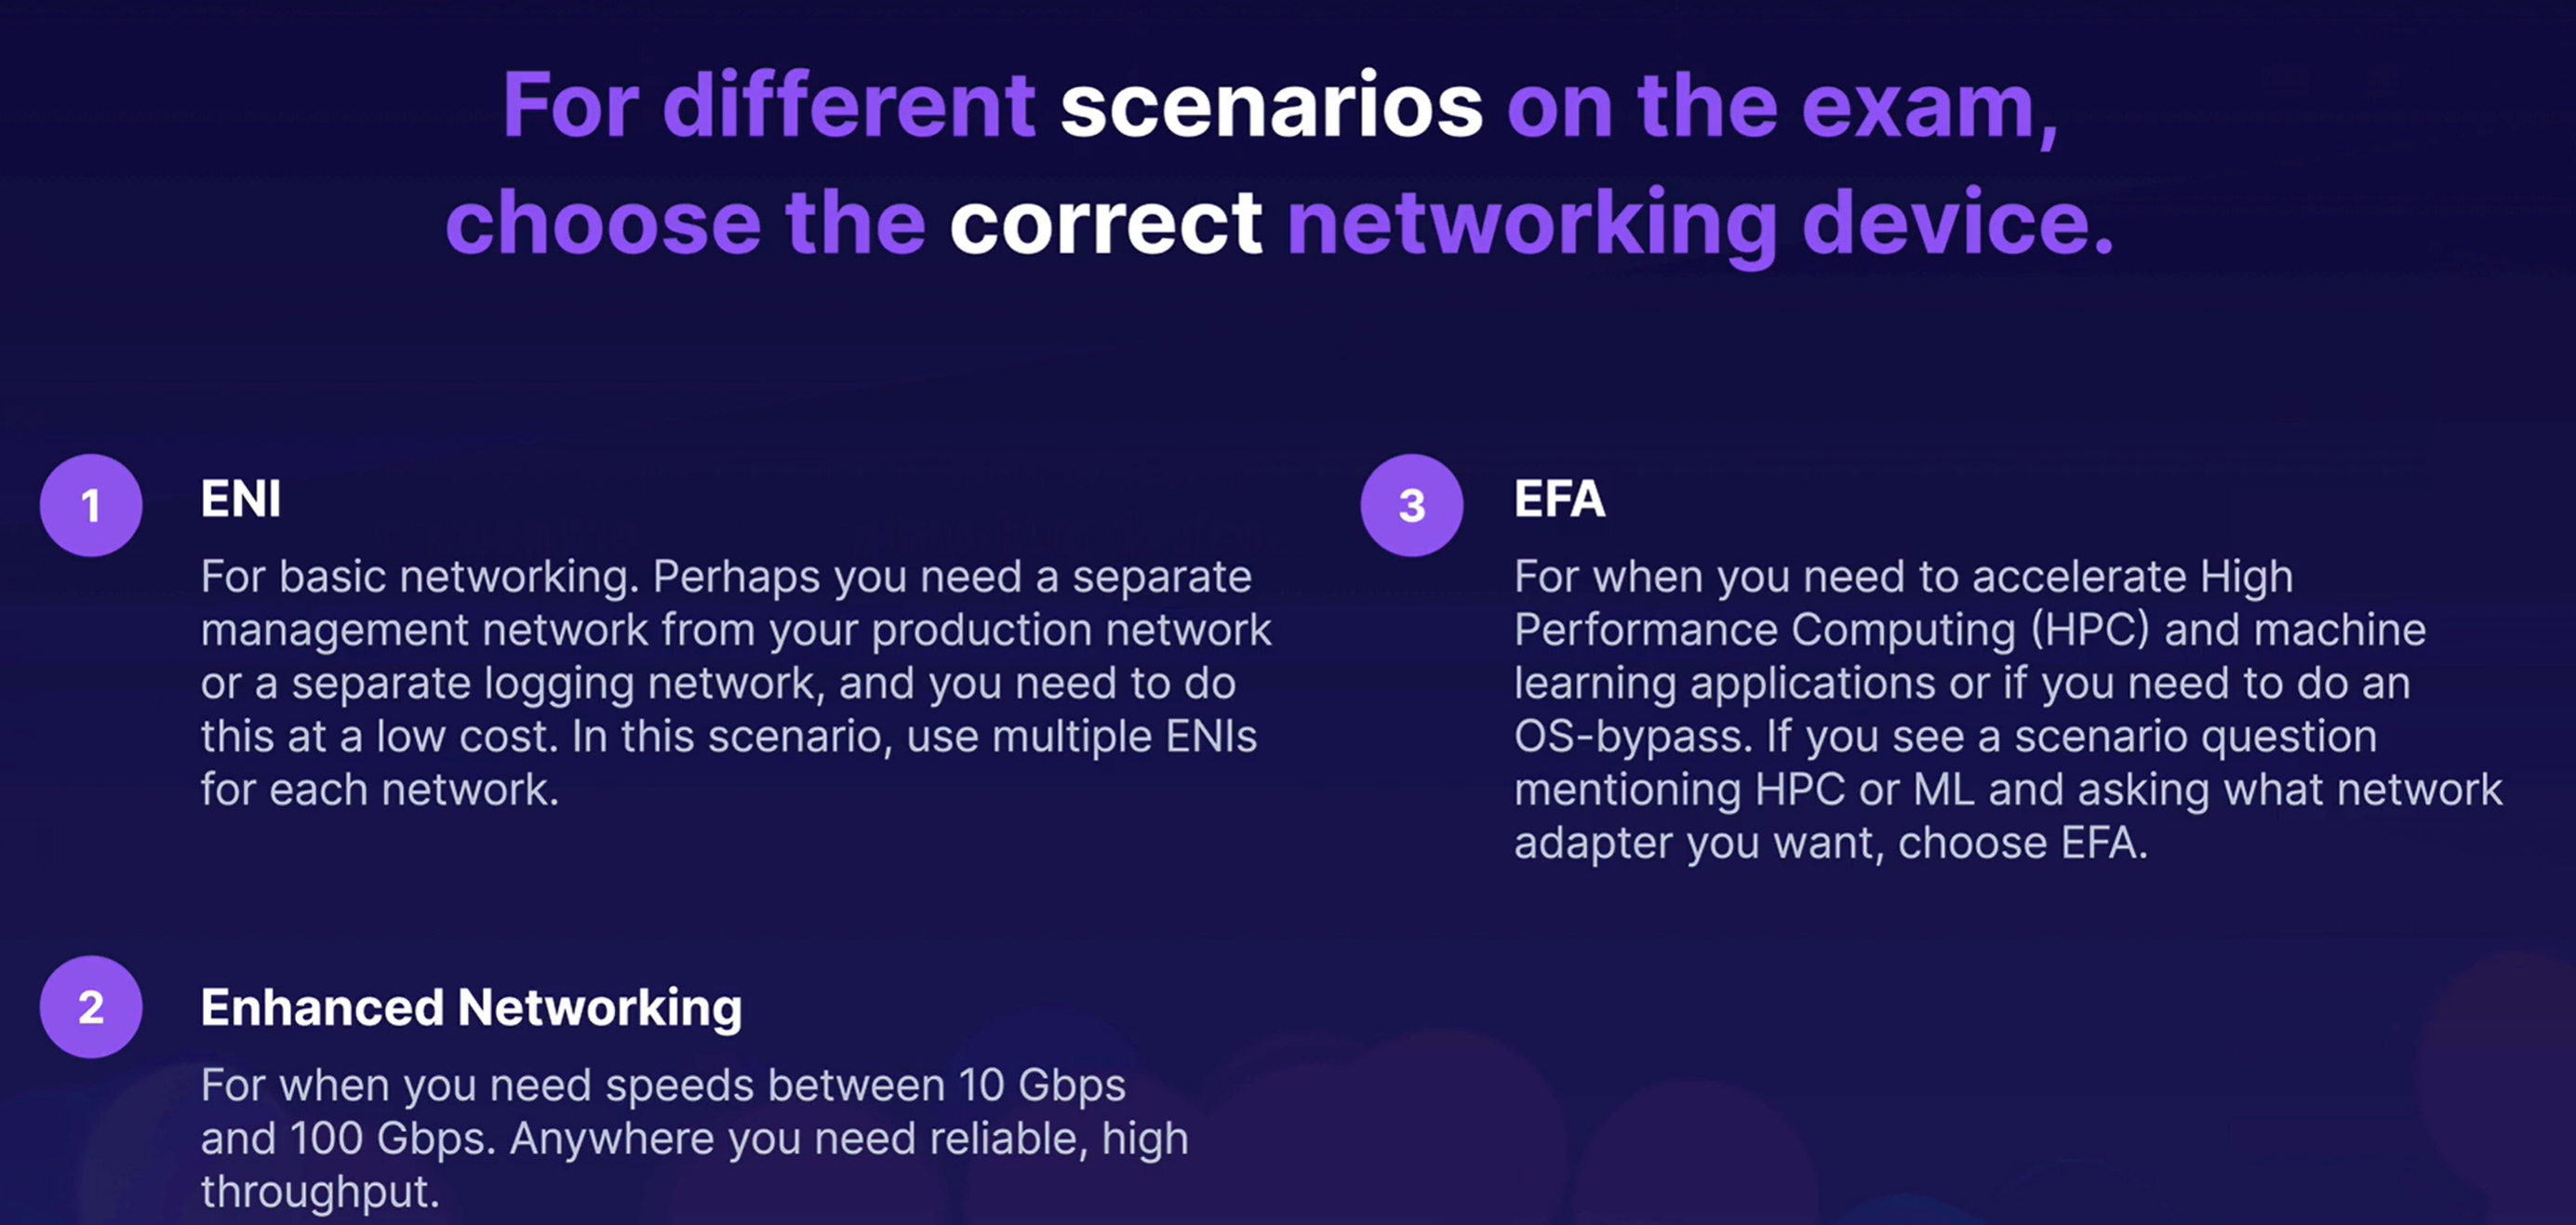 For different scenarios on the exam,
choose the correct networking device.
1
ENI
For basic networking. Perhaps you need a separate
management network from your production network
or a separate logging network, and you need to do
this at a low cost. In this scenario, use multiple ENIs
for each network.
2
Enhanced Networking
For when you need speeds between 10 Gbps
and 100 Gbps. Anywhere you need reliable, high
throughput.
3
EFA
For when you need to accelerate High
Performance Computing (HPC) and machine
learning applications or if you need to do an
OS-bypass. If you see a scenario question
mentioning HPC or ML and asking what network
adapter you want, choose EFA.